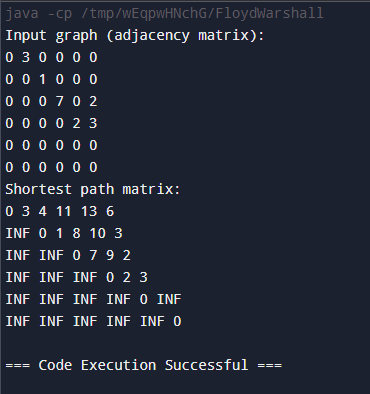 java -cp /tmp/wEqpwHNchG/FloydWarshall
Input graph (adjacency matrix):
0 3 0 0 0 0
0 0 1 0 0 0
0 0 0 7 0 2
0 0 0 0 2 3
0 0 0 0 0 0
0 0 0 0 0 0
Shortest path matrix:
0 3 4 11 13 6
INF 0 1 8 10 3
INF INF 0 7 9 2
INF INF INF 0 2 3
INF INF INF INF 0 INF
INF INF INF INF INF 0
=== Code Execution Successful ===